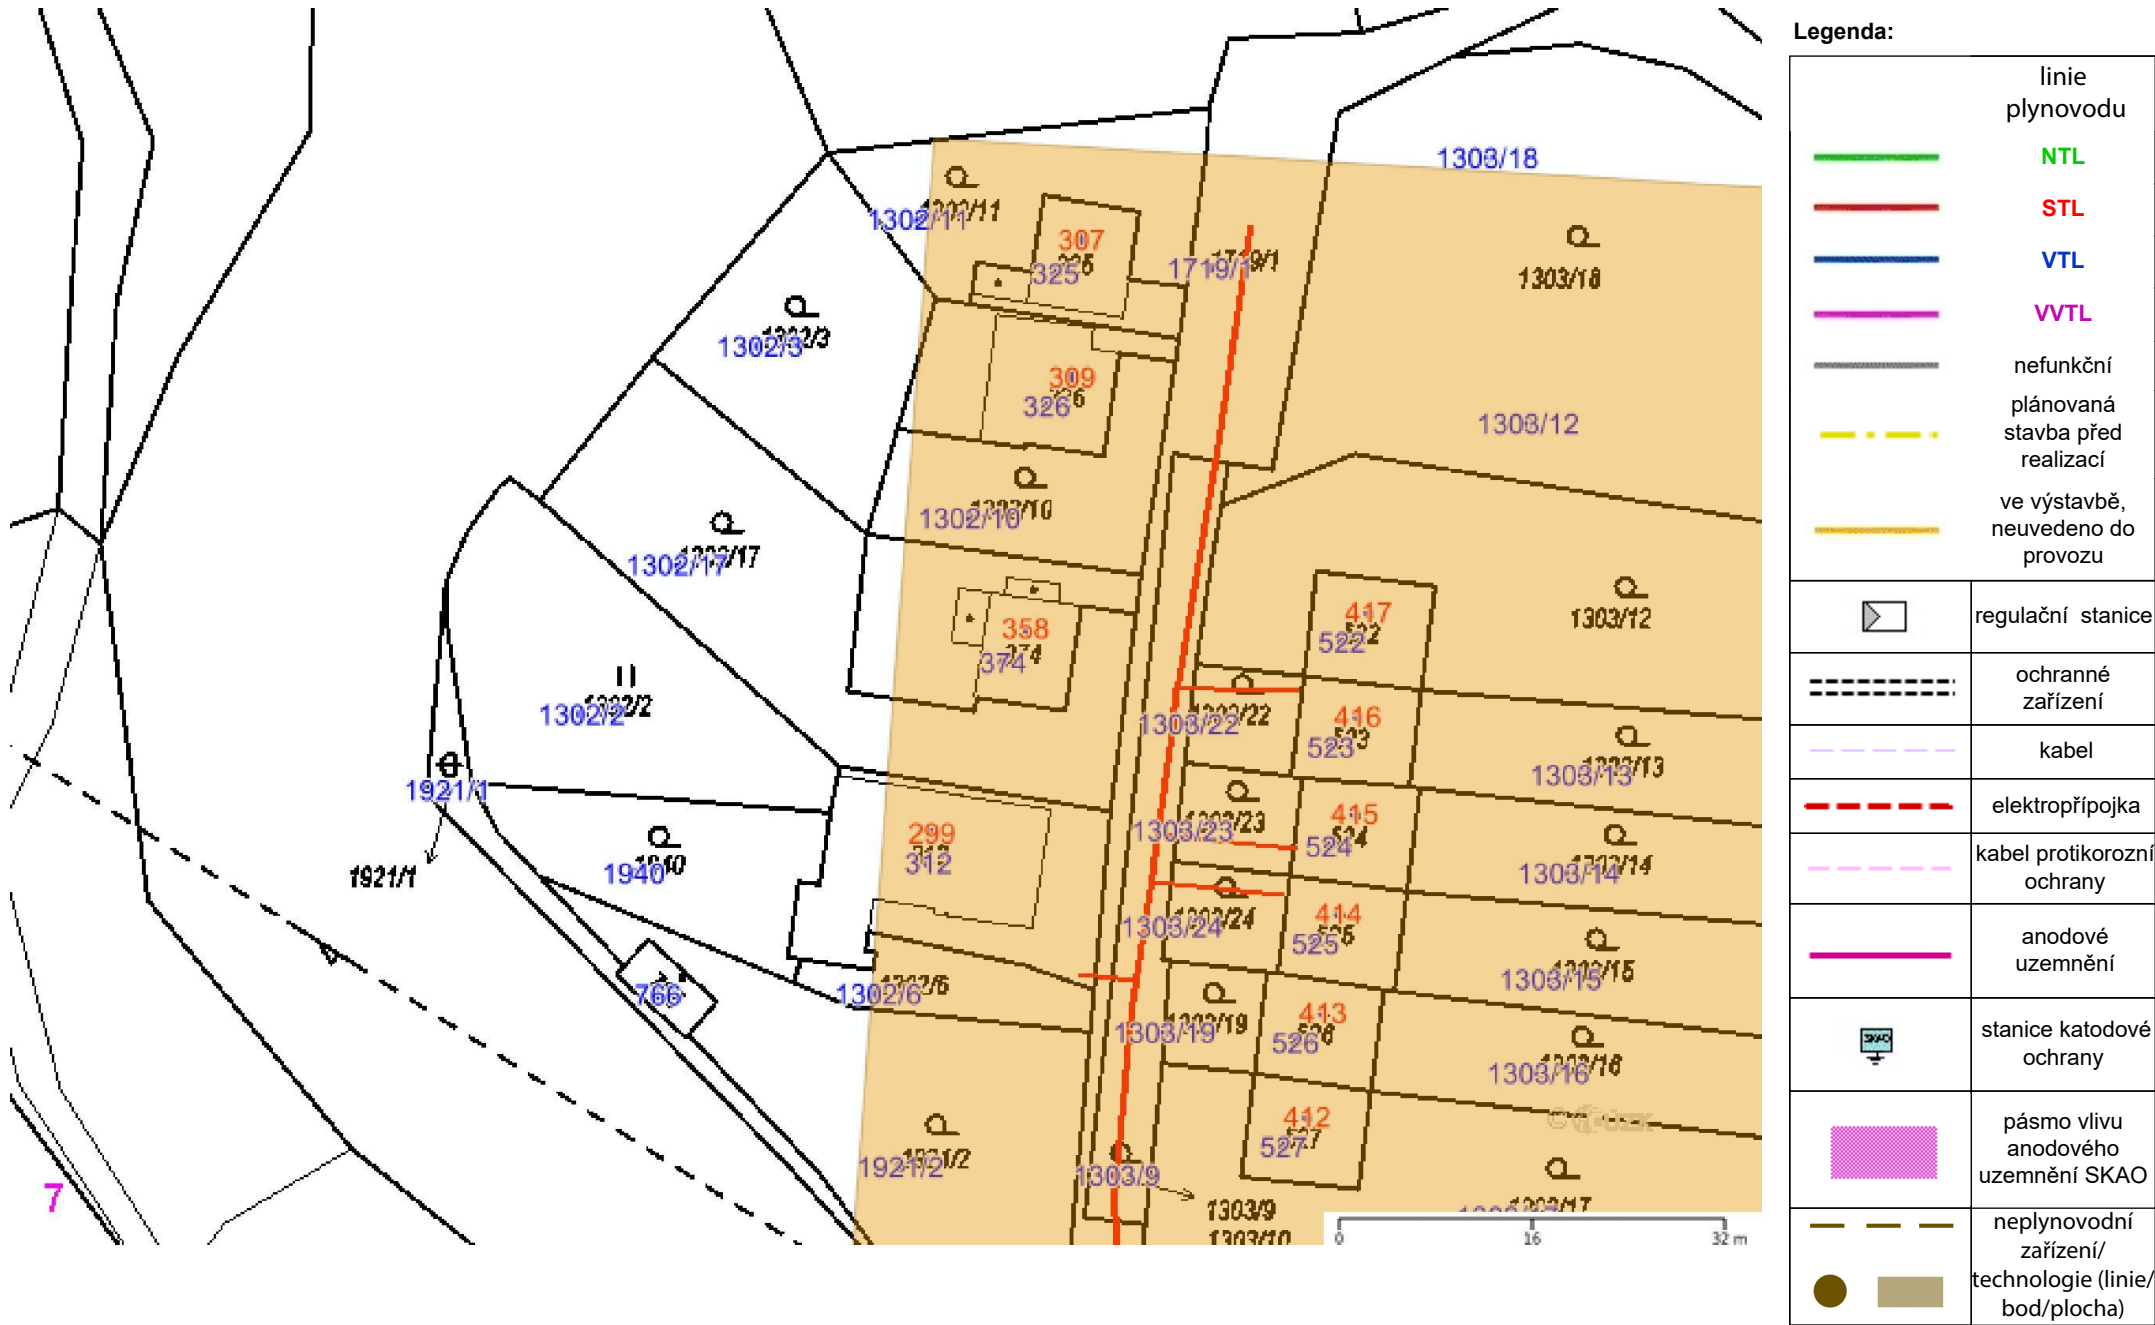 Legenda:
linie
plynovodu
NTL
STL
VTL
VVTL
nefunkční
plánovaná
stavba před
realizací
ve výstavbě,
neuvedeno do
provozu
regulační stanice
ochranné
zařízení
kabel
elektropřípojka
kabel protikorozní
ochrany
anodové
uzemnění
SKAO
stanice katodové
ochrany
pásmo vlivu
anodového
uzemnění SKAO
neplynovodní
zařízení/
technologie (linie/
bod/plocha)
1303/18
1302/11
307
325
1719/1
1303/18
1302/3
309
326
1303/12
1302/10
1302/17
1303/12
417
522
358
374
1302/2
1303/22
416
523
1303/13
1921/1
1303/23
415
524
1303/14
299
312
1940
1921/1
1303/24
414
525
1303/15
766
1302/6
1303/19
413
526
1303/16
412
527
1921/2
1303/9
7
1303/9
1303/10
0 16 32 m